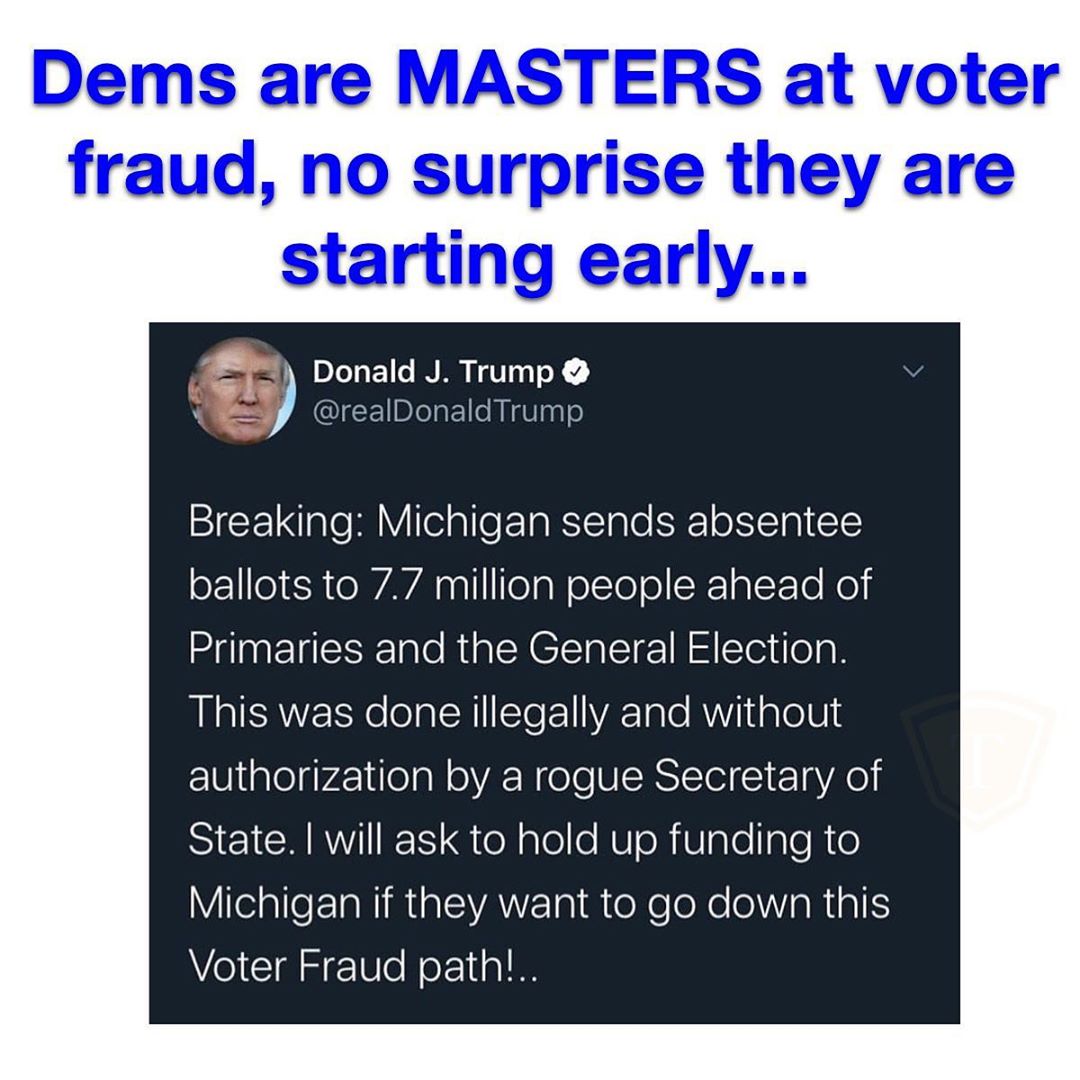 Dems are MASTERS at voter
fraud, no surprise they are
starting early...
Donald J. Trump
@realDonaldTrump
Breaking: Michigan sends absentee
ballots to 7.7 million people ahead of
Primaries and the General Election.
This was done illegally and without
authorization by a rogue Secretary of
State. I will ask to hold up funding to
Michigan if they want to go down this
Voter Fraud path!..
T